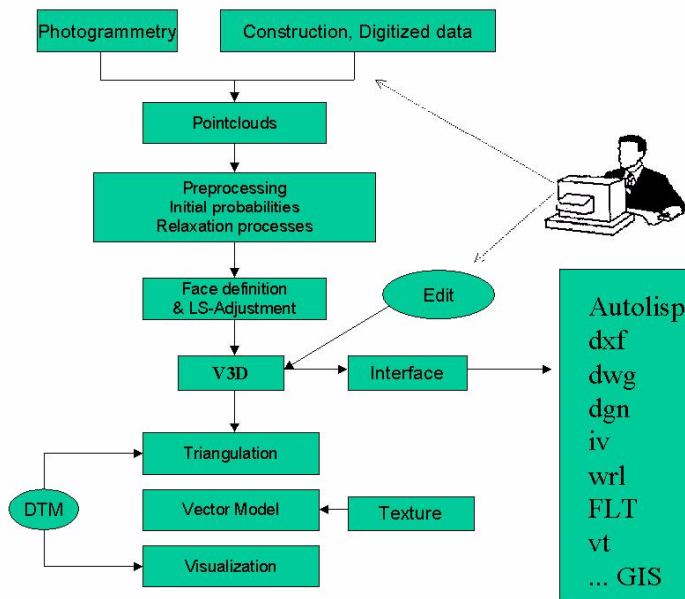 Photogrammetry
Construction, Digitized data
Pointclouds
Preprocessing
Initial probabilities
Relaxation processes
Face definition
& LS-Adjustment
Edit
V3D
Interface
Autolisp
dxf
dwg
dgn
iv
wrl
FLT
vt
... GIS
Triangulation
DTM
Vector Model
Texture
Visualization